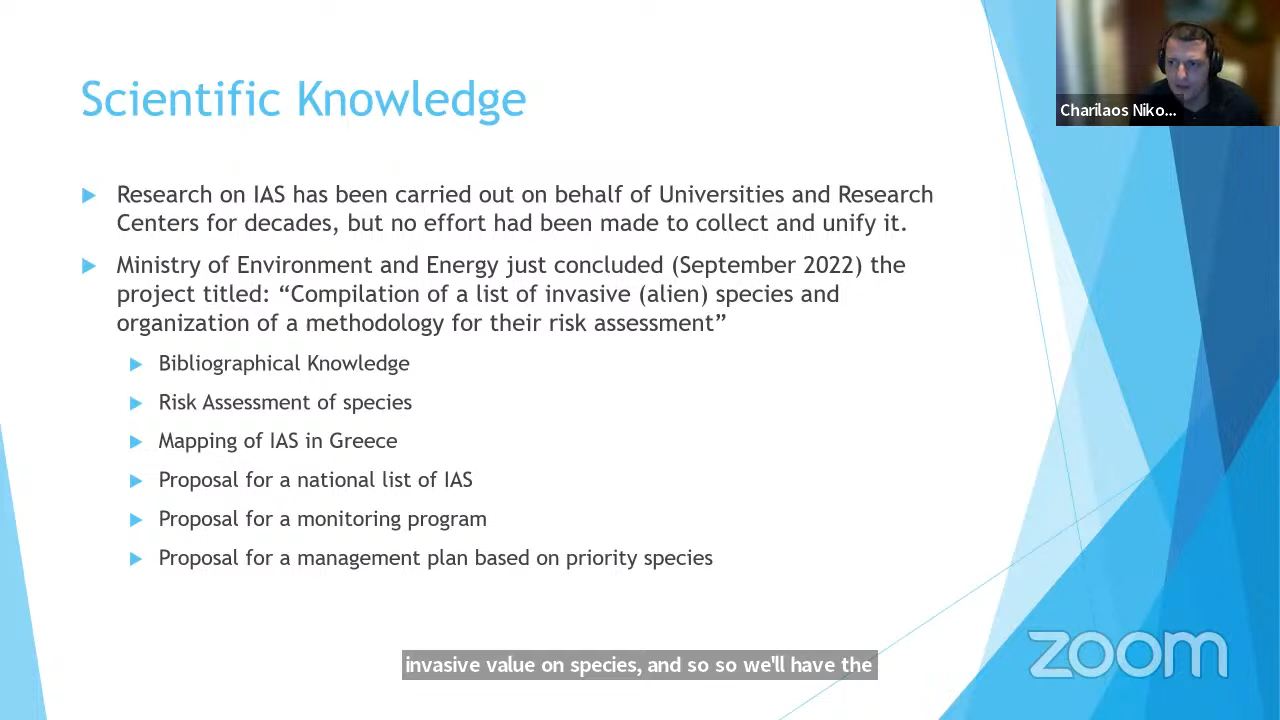 Scientific Knowledge
Charilaos Niko...
Research on IAS has been carried out on behalf of Universities and Research
Centers for decades, but no effort had been made to collect and unify it.
Ministry of Environment and Energy just concluded (September 2022) the
project titled: “Compilation of a list of invasive (alien) species and
organization of a methodology for their risk assessment”
Bibliographical Knowledge
Risk Assessment of species
Mapping of IAS in Greece
Proposal for a national list of IAS
Proposal for a monitoring program
Proposal for a management plan based on priority species
invasive value on species, and so so we'll have the
zoom